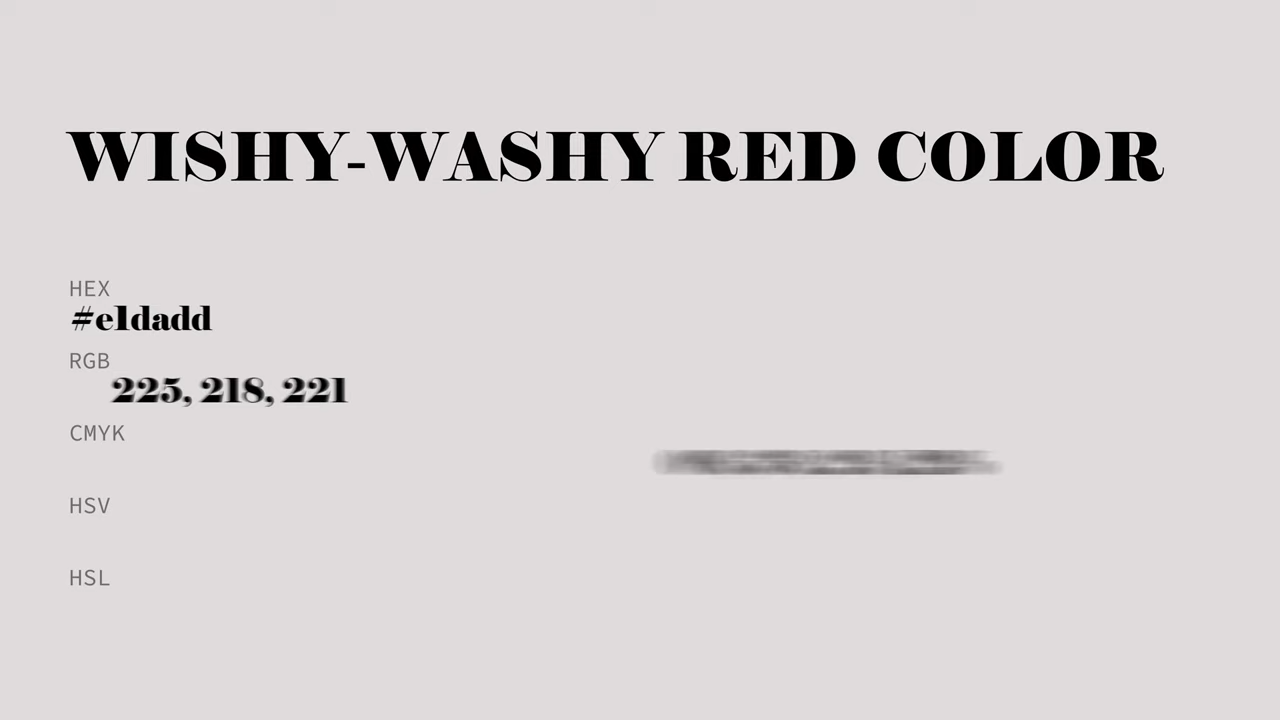 WISHY-WASHY RED COLOR
HEX
#e1dadd
RGB
225, 218, 221
CMYK
HSV
HSL